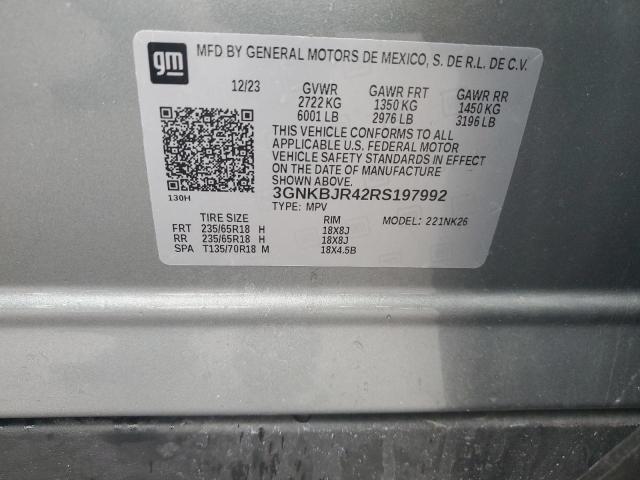 gm
MFD BY GENERAL MOTORS DE MEXICO, S. DE R.L. DE C.V.
12/23 GVWR GAWR FRT GAWR RR
2722 KG 1350 KG 1450 KG
6001 LB 2976 LB 3196 LB
THIS VEHICLE CONFORMS TO ALL
APPLICABLE U.S. FEDERAL MOTOR
VEHICLE SAFETY STANDARDS IN EFFECT
ON THE DATE OF MANUFACTURE
SHOWN ABOVE.
130H
3GNKBJR42RS197992
TYPE: MPV MODEL: 221NK26
TIRE SIZE RIM
FRT 235/65R18 H 18X8J
RR 235/65R18 H 18X8J
SPA T135/70R18 M 18X4.5B